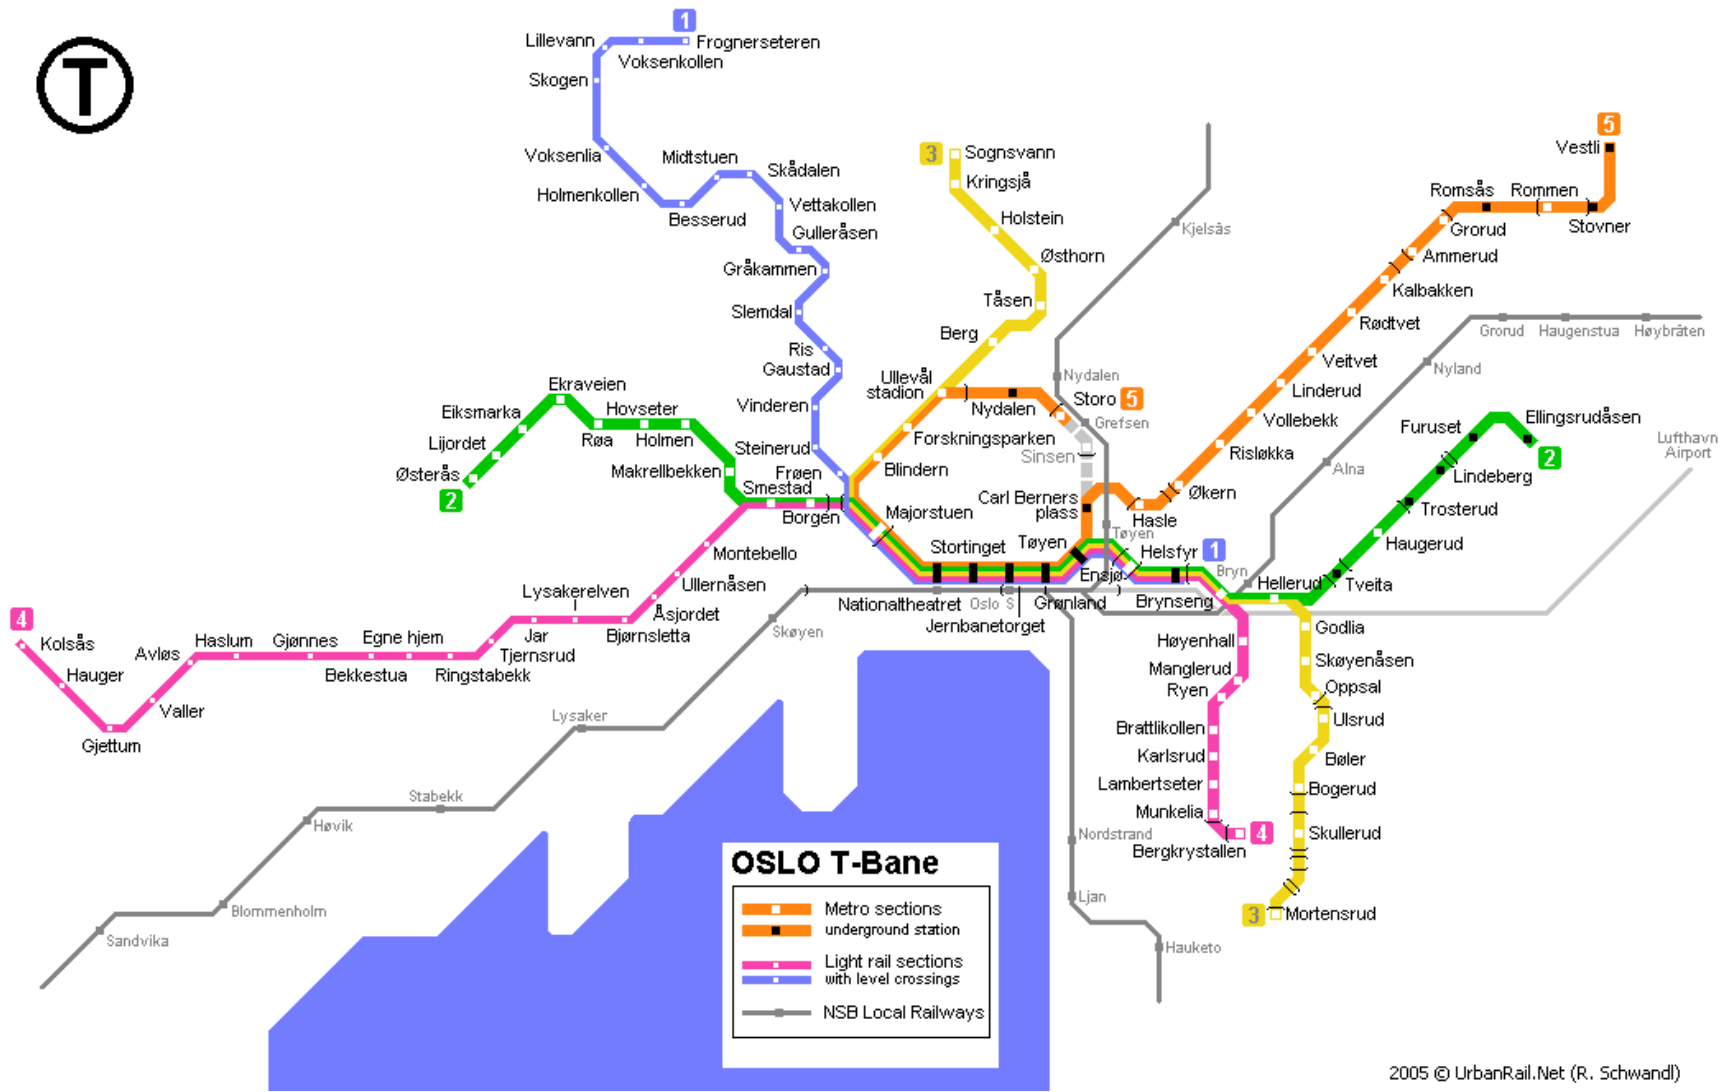 T
1
Lillevann
Frognerseteren
Voksenkollen
Skogen
Voksenlia
Midtstuen
Skådalen
Holmenkollen
Besserud
Vettakollen
Gulleråsen
Gråkammen
Slemdal
Ris
Gaustad
Vinderen
Steinerud
Frøen
3
Sognsvann
Kringsjå
Holstein
Østhorn
Tåsen
Berg
Ullevål
stadion
Nydalen
Storo
5
Forskningsparken
Sinsen
Blindern
Kjelsås
Nydalen
Grefsen
5
Vestli
Romsås
Rommen
Stovner
Grorud
Ammerud
Kalbakken
Rødtvet
Veitvet
Linderud
Vollebekk
Risløkka
Økern
Hasle
Carl Berners
plass
Tøyen
Grorud
Haugenstua
Høybråten
Nyland
Alna
Lufthavn
Airport
Ellingsrudåsen
2
Furuset
Lindeberg
Trosterud
Haugerud
Tveita
Hellerud
Bryn
Ekraveien
Eiksmarka
Hovseter
Lijordet
Røa
Holmen
Østerås
2
Makrellbekken
Smestad
Borgen
Majorstuen
Stortinget
Tøyen
Ensjø
Helsfyr
1
Brynseng
Nationaltheatret
Oslo S
Grønland
Jernbanetorget
Montebello
Ullernåsen
Åsjordet
Lysakerelven
Bjørnsletta
Jar
Tjernsrud
Ringstabekk
Egne hjem
Bekkestua
Gjønnes
Haslum
Avløs
Valler
Gjettum
Hauger
Kolsås
4
Skøyen
Lysaker
Stabekk
Høvik
Blommenholm
Sandvika
Høyenhall
Manglerud
Ryen
Brattlikollen
Karlsrud
Lambertseter
Munkelia
Bergkrystallen
4
Godlia
Skøyenåsen
Oppsal
Ulsrud
Bøler
Bogerud
Skullerud
3
Mortensrud
Nordstrand
Ljan
Hauketo
OSLO T-Bane
Metro sections
underground station
Light rail sections
with level crossings
NSB Local Railways
2005 © UrbanRail.Net (R. Schwandl)